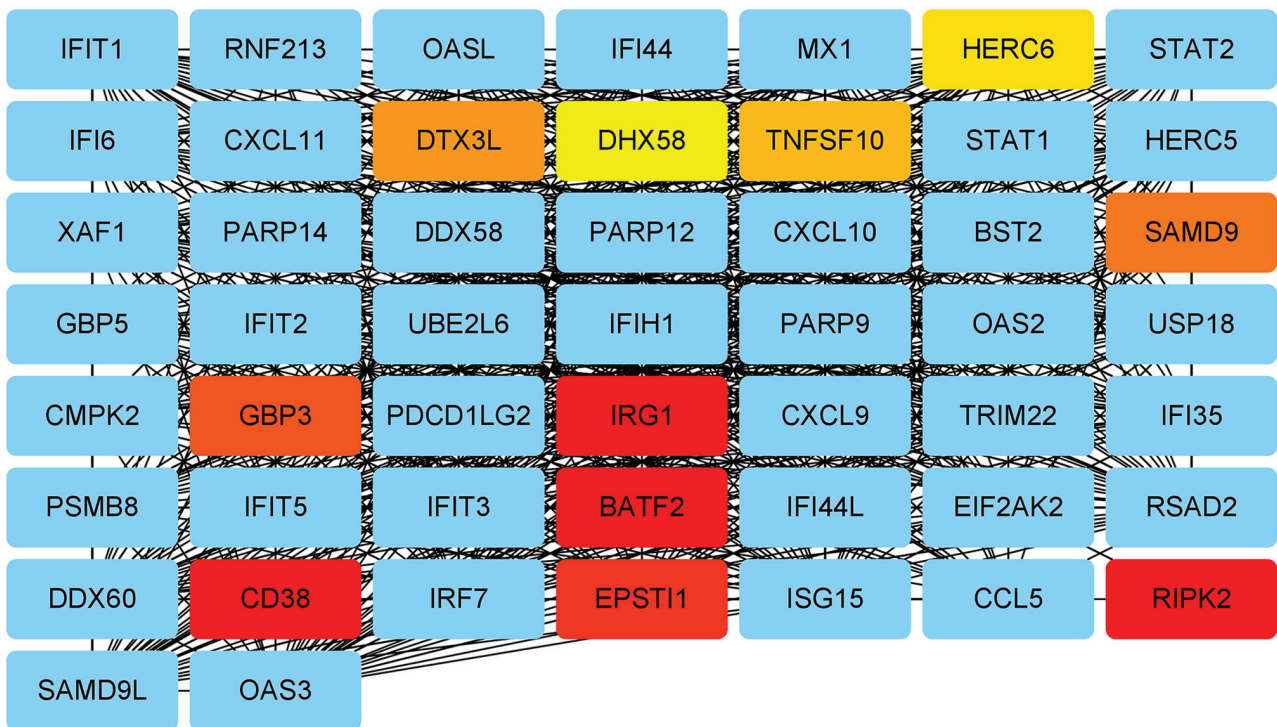 IFIT1 RNF213 OASL IFI44 MX1 HERC6 STAT2
IFI6 CXCL11 DTX3L DHX58 TNFSF10 STAT1 HERC5
XAF1 PARP14 DDX58 PARP12 CXCL10 BST2 SAMD9
GBP5 IFIT2 UBE2L6 IFIH1 PARP9 OAS2 USP18
CMPK2 GBP3 PDCD1LG2 IRG1 CXCL9 TRIM22 IFI35
PSMB8 IFIT5 IFIT3 BATF2 IFI44L EIF2AK2 RSAD2
DDX60 CD38 IRF7 EPSTI1 ISG15 CCL5 RIPK2
SAMD9L OAS3